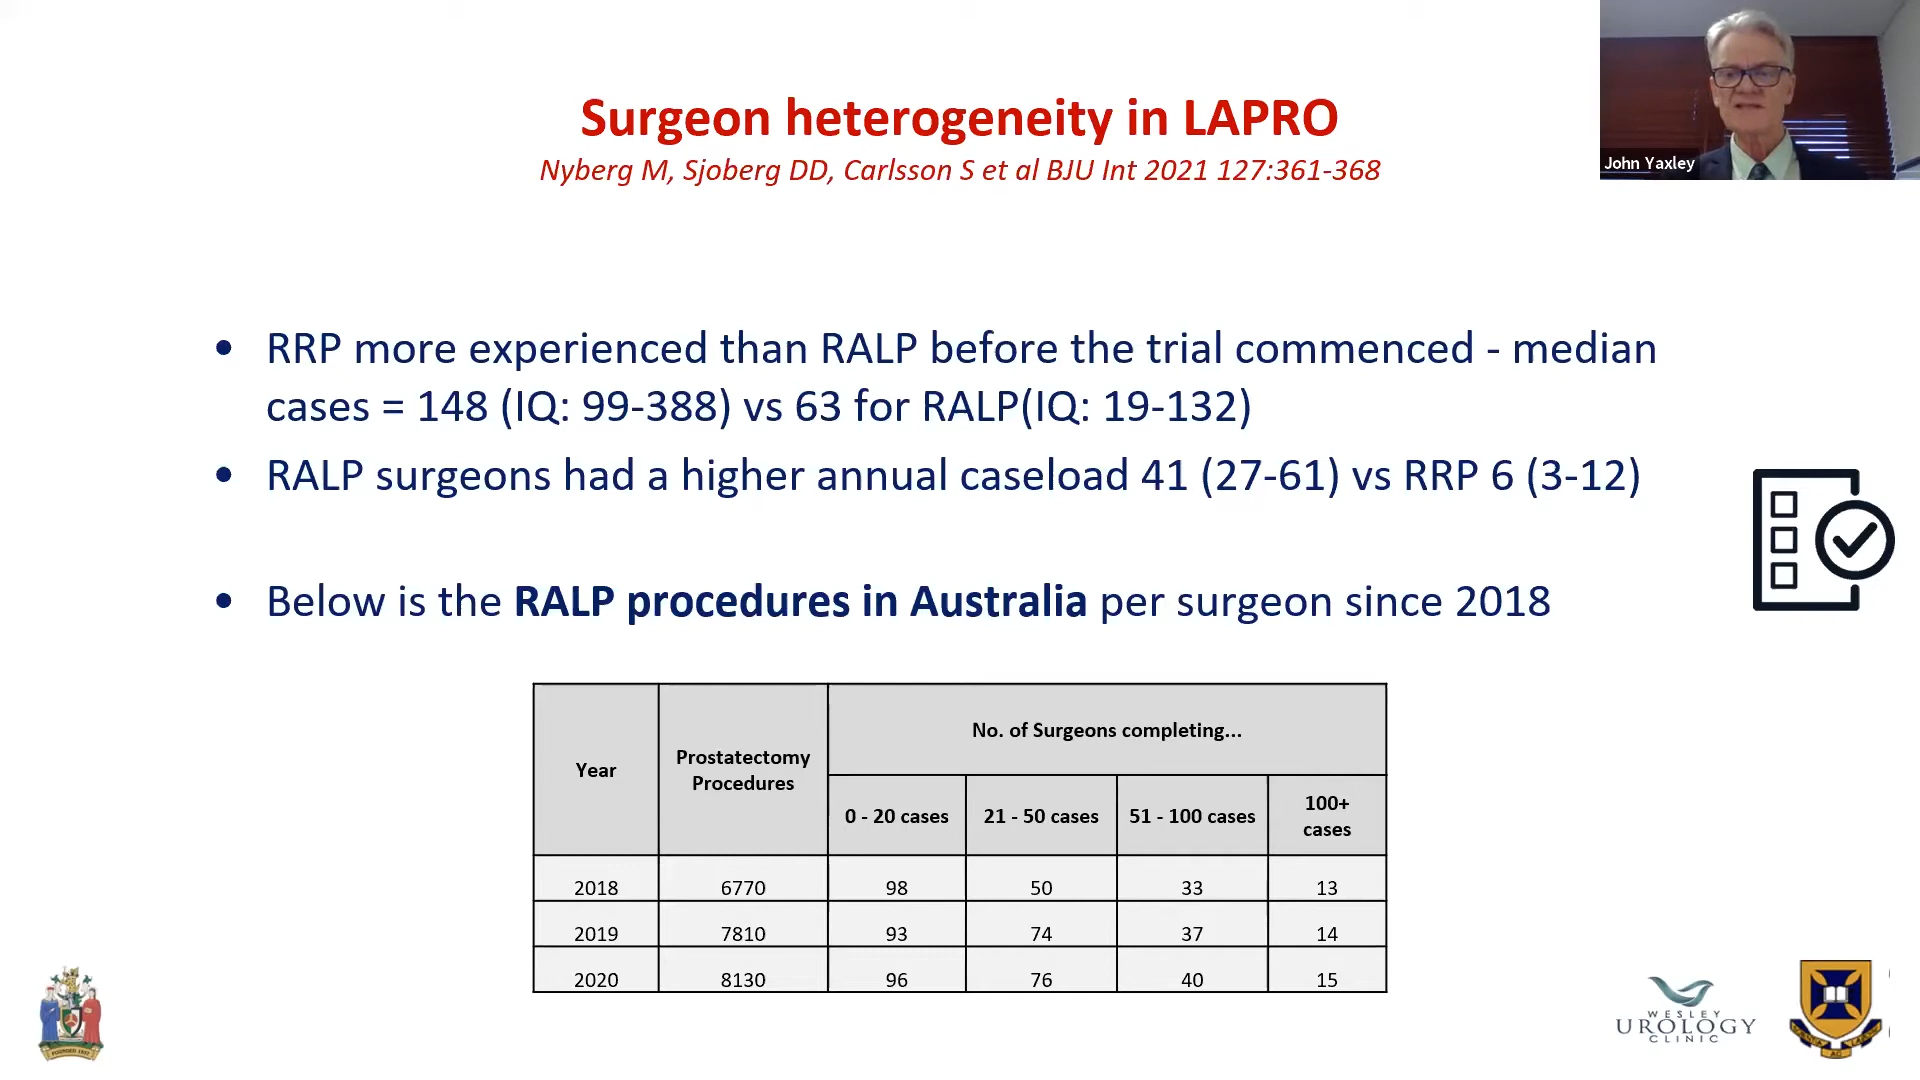 Surgeon heterogeneity in LAPRO
Nyberg M, Sjoberg DD, Carlsson S et al BJU Int 2021 127:361-368
John Yaxley
• RRP more experienced than RALP before the trial commenced - median
cases = 148 (IQ: 99-388) vs 63 for RALP(IQ: 19-132)
• RALP surgeons had a higher annual caseload 41 (27-61) vs RRP 6 (3-12)
• Below is the RALP procedures in Australia per surgeon since 2018
Year
Prostatectomy
Procedures
No. of Surgeons completing...
0 - 20 cases 21 - 50 cases 51 - 100 cases 100+
cases
2018 6770 98 50 33 13
2019 7810 93 74 37 14
2020 8130 96 76 40 15
WESLEY
UROLOGY
CLINIC